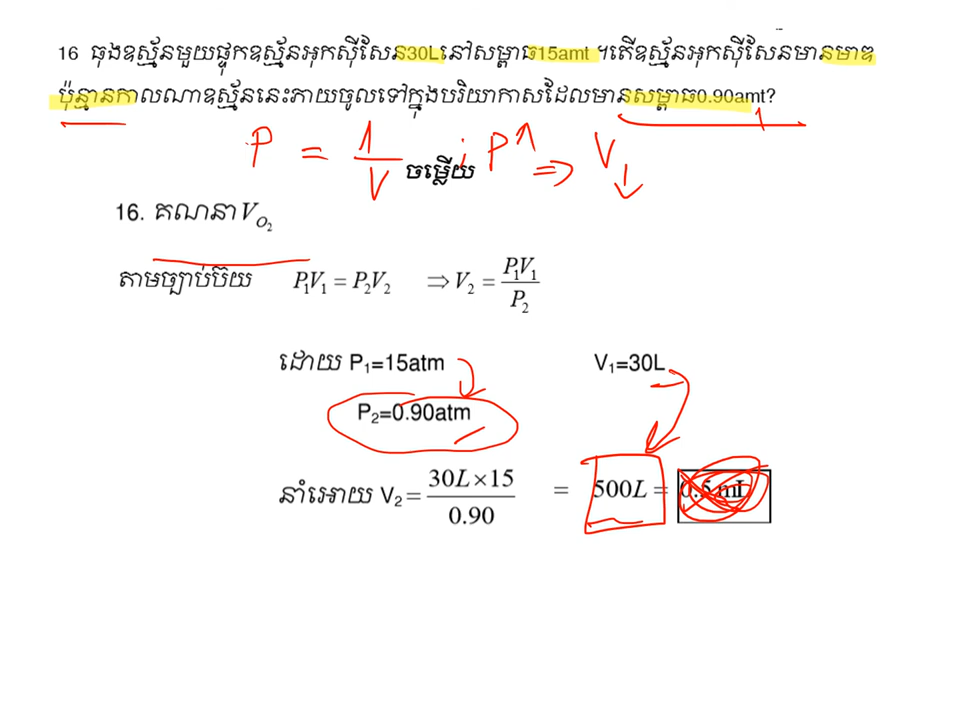 16 ធុងឧស្ម័នមួយផ្ទុកឧស្ម័នអុកស៊ីសែន30Lនៅសម្ពាធ15amt ។តើឧស្ម័នអុកស៊ីសែនមានមាឌ
ប៉ុន្មានកាលណាឧស្ម័ននេះភាយចូលទៅក្នុងបរិយាកាសដែលមានសម្ពាធ0.90amt?
P = 1/V ; P↑ ⇒ V↓
ចម្លើយ
16. គណនា V_{O_2}
តាមច្បាប់ប៊យ P₁V₁ = P₂V₂ ⇒ V₂ = P₁V₁/P₂
ដោយ P₁=15atm V₁=30L
P₂=0.90atm
នាំអោយ V₂ = 30L×15/0.90 = 500L = 0.5 mL